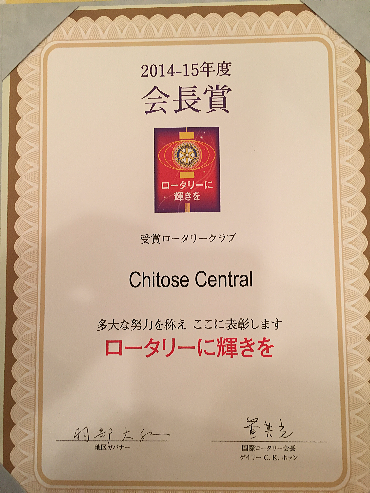 2014-15年度
会長賞
ロータリーに
輝きを
受賞ロータリークラブ
Chitose Central
多大な努力を称え ここに表彰します
ロータリーに輝きを
地区ガバナー
国際ロータリー会長
ゲイリー C. K. ホァン